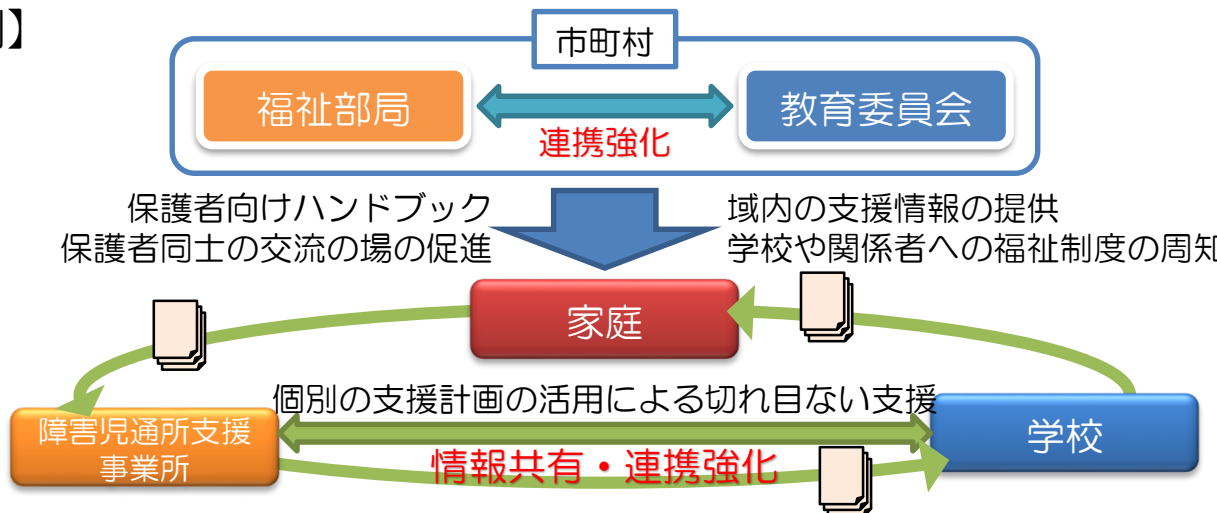 】
市町村
福祉部局
教育委員会
連携強化
保護者向けハンドブック
保護者同士の交流の場の促進
域内の支援情報の提供
学校や関係者への福祉制度の周知
家庭
個別の支援計画の活用による切れ目ない支援
障害児通所支援
事業所
学校
情報共有・連携強化